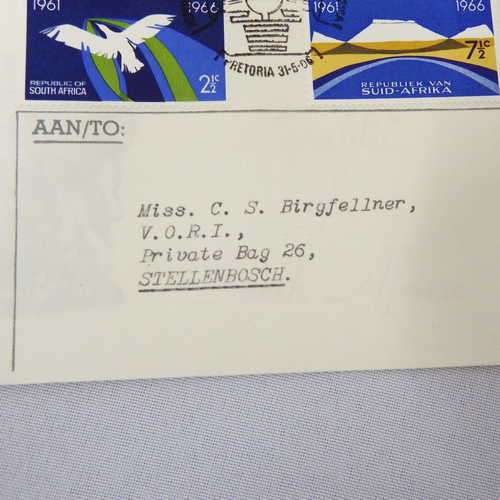 1961 1966
REPUBLIC OF
SOUTH AFRICA 2½c
PRETORIA 31·5·66
1961 1966
7½c
REPUBLIEK VAN
SUID-AFRIKA
AAN/TO:
Miss. C. S. Birgfellner,
V.O.R.I.,
Private Bag 26,
STELLENBOSCH.